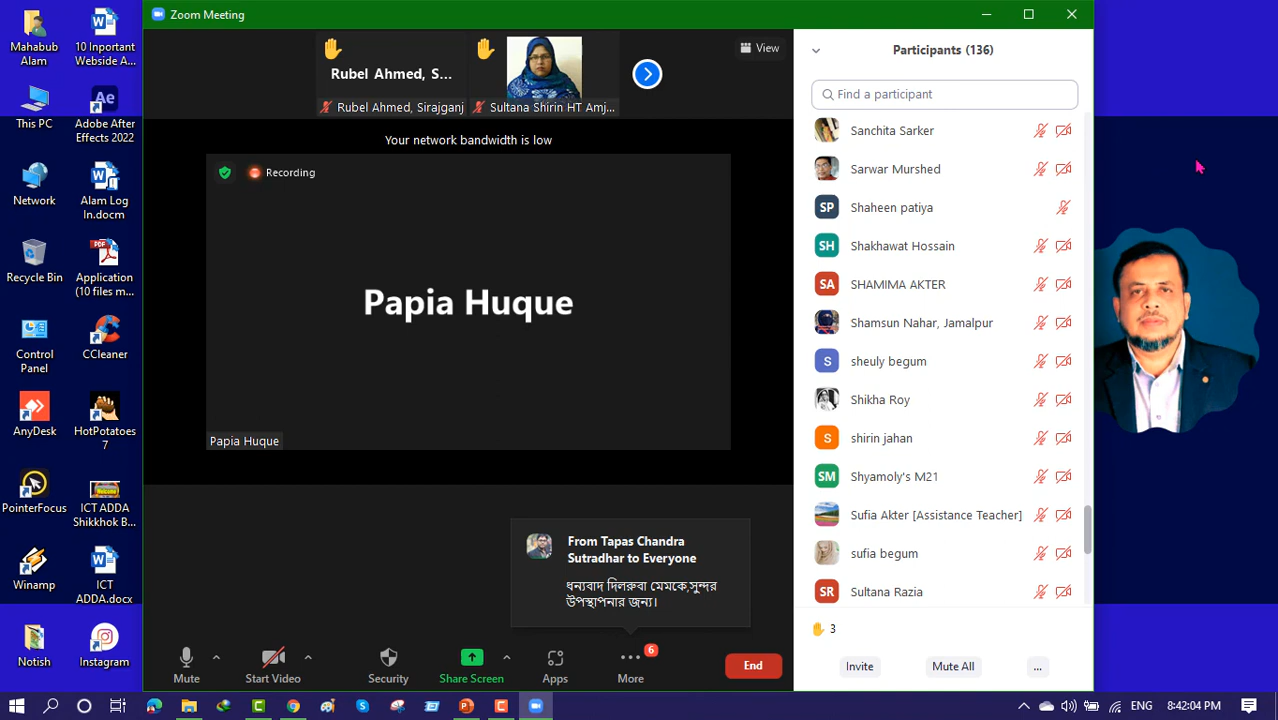 Mahabub
Alam
10 Inportant
Webside A...
This PC
Adobe After
Effects 2022
Network
Alam Log
In.docm
Recycle Bin
Application
(10 files m...
Control
Panel
CCleaner
AnyDesk
HotPotatoes
7
PointerFocus
ICT ADDA
Shikkhok B...
Winamp
ICT
ADDA.docx
Notish
Instagram
Zoom Meeting
Rubel Ahmed, S...
Rubel Ahmed, Sirajganj
Sultana Shirin HT Amj...
View
Your network bandwidth is low
Recording
Papia Huque
Papia Huque
From Tapas Chandra
Sutradhar to Everyone
ধন্যবাদ দিলরুবা মেমকে,সুন্দর
উপস্থাপনার জন্য।
Mute
Start Video
Security
Share Screen
Apps
6
More
End
Participants (136)
Find a participant
Sanchita Sarker
Sarwar Murshed
SP Shaheen patiya
SH Shakhawat Hossain
SA SHAMIMA AKTER
Shamsun Nahar, Jamalpur
s sheuly begum
Shikha Roy
s shirin jahan
SM Shyamoly's M21
Sufia Akter [Assistance Teacher]
sufia begum
SR Sultana Razia
3
Invite
Mute All
...
ENG
8:42:04 PM